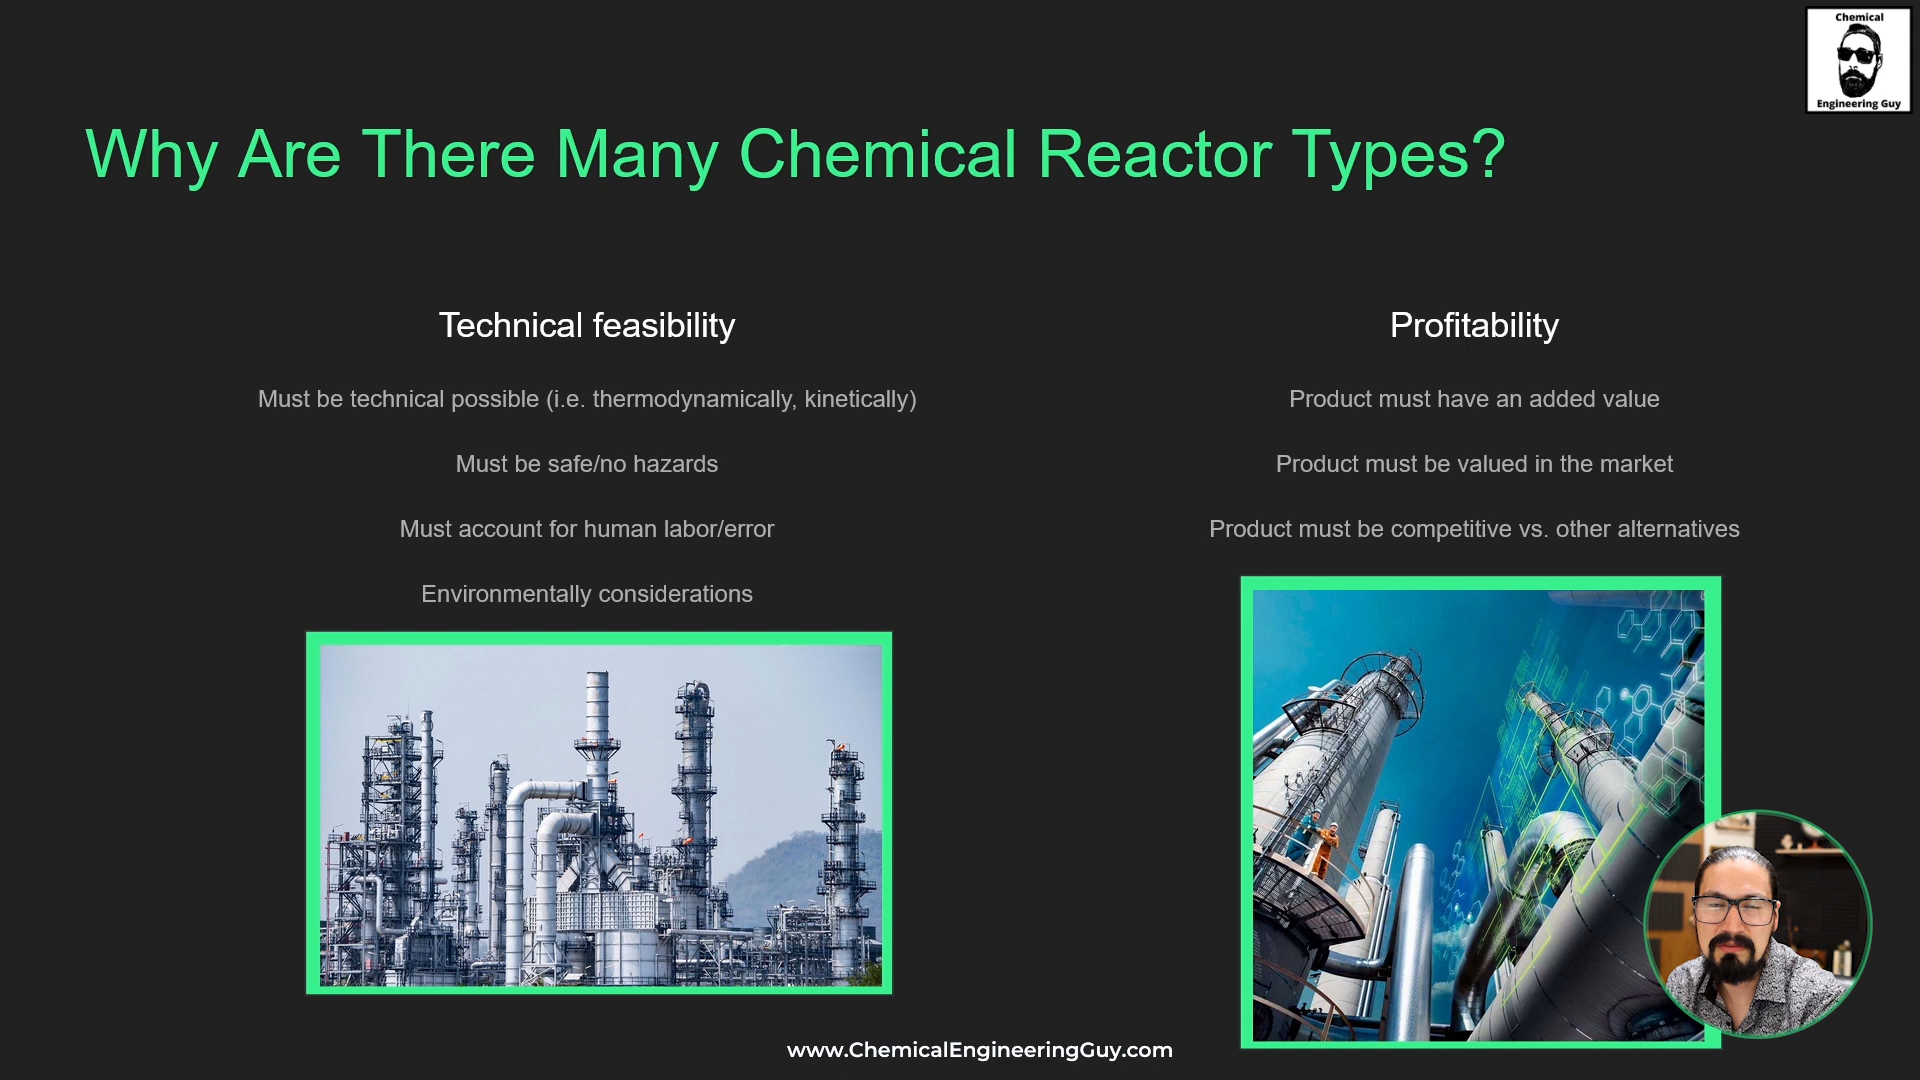 Chemical
Engineering Guy
Why Are There Many Chemical Reactor Types?
Technical feasibility
Must be technical possible (i.e. thermodynamically, kinetically)
Must be safe/no hazards
Must account for human labor/error
Environmentally considerations
Profitability
Product must have an added value
Product must be valued in the market
Product must be competitive vs. other alternatives
www.ChemicalEngineeringGuy.com